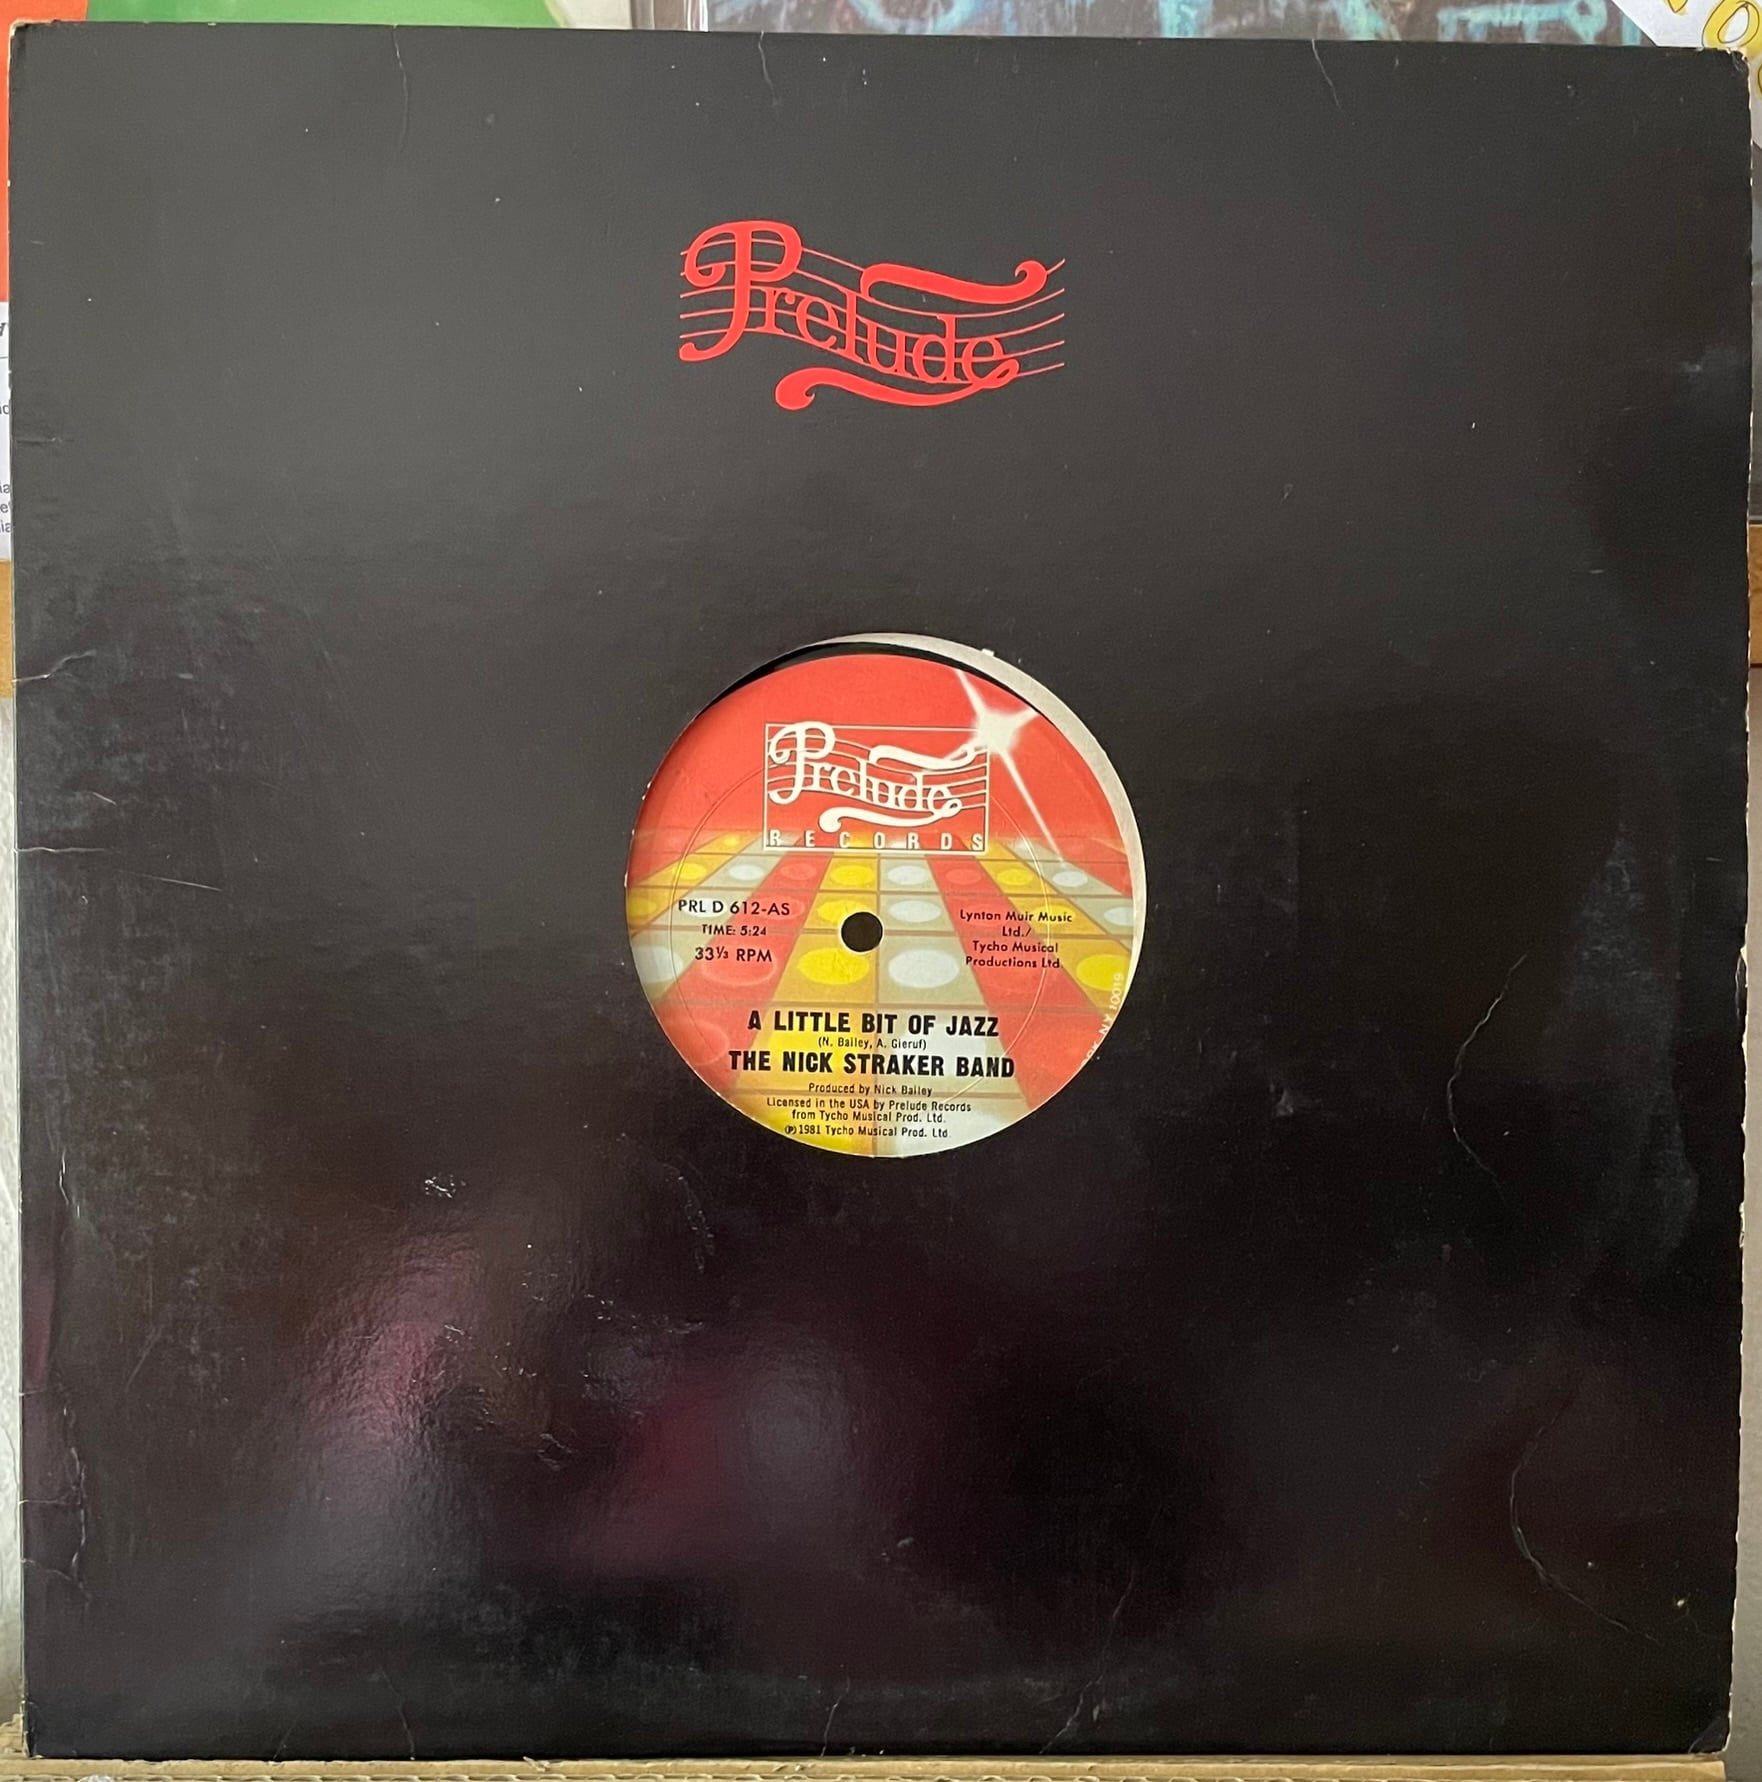 Prelude
Prelude
RECORDS
PRL D 612-AS
TIME: 5:24
33⅓ RPM
Lynton Muir Music
Ltd./
Tycho Musical
Productions Ltd.
A LITTLE BIT OF JAZZ
(N. Bailey, A. Gieruf)
THE NICK STRAKER BAND
Produced by Nick Bailey
Licensed in the USA by Prelude Records
from Tycho Musical Prod. Ltd.
℗ 1981 Tycho Musical Prod. Ltd.
NY 10019